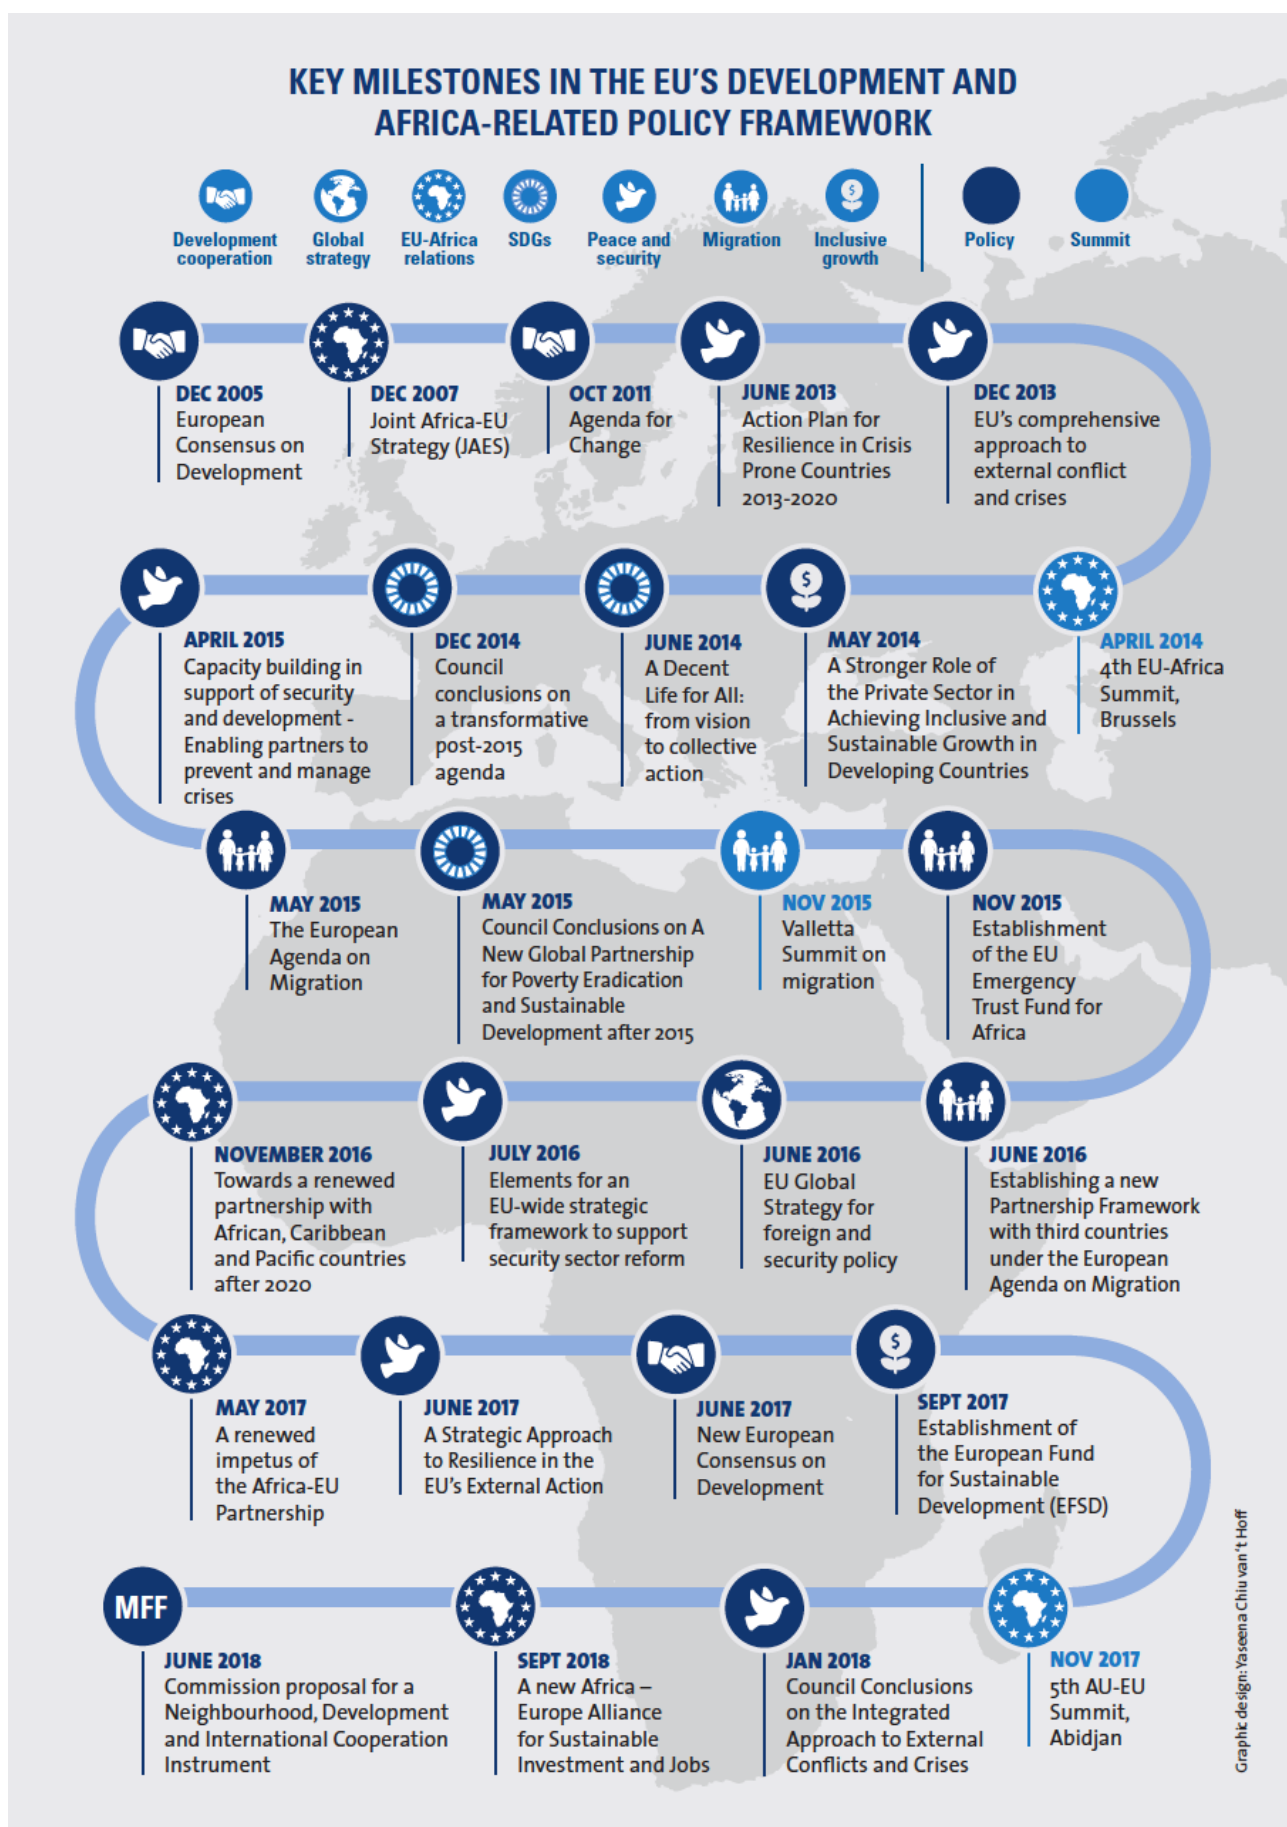 KEY MILESTONES IN THE EU'S DEVELOPMENT AND
AFRICA-RELATED POLICY FRAMEWORK
Development
cooperation
Global
strategy
EU-Africa
relations
SDGs
Peace and
security
Migration
Inclusive
growth
Policy
Summit
DEC 2005
European
Consensus on
Development
DEC 2007
Joint Africa-EU
Strategy (JAES)
OCT 2011
Agenda for
Change
JUNE 2013
Action Plan for
Resilience in Crisis
Prone Countries
2013-2020
DEC 2013
EU's comprehensive
approach to
external conflict
and crises
APRIL 2015
Capacity building in
support of security
and development -
Enabling partners to
prevent and manage
crises
DEC 2014
Council
conclusions on
a transformative
post-2015
agenda
JUNE 2014
A Decent
Life for All:
from vision
to collective
action
$
MAY 2014
A Stronger Role of
the Private Sector in
Achieving Inclusive and
Sustainable Growth in
Developing Countries
APRIL 2014
4th EU-Africa
Summit,
Brussels
MAY 2015
The European
Agenda on
Migration
MAY 2015
Council Conclusions on A
New Global Partnership
for Poverty Eradication
and Sustainable
Development after 2015
NOV 2015
Valletta
Summit on
migration
NOV 2015
Establishment
of the EU
Emergency
Trust Fund for
Africa
NOVEMBER 2016
Towards a renewed
partnership with
African, Caribbean
and Pacific countries
after 2020
JULY 2016
Elements for an
EU-wide strategic
framework to support
security sector reform
JUNE 2016
EU Global
Strategy for
foreign and
security policy
JUNE 2016
Establishing a new
Partnership Framework
with third countries
under the European
Agenda on Migration
MAY 2017
A renewed
impetus of
the Africa-EU
Partnership
JUNE 2017
A Strategic Approach
to Resilience in the
EU's External Action
JUNE 2017
New European
Consensus on
Development
$
SEPT 2017
Establishment of
the European Fund
for Sustainable
Development (EFSD)
MFF
JUNE 2018
Commission proposal for a
Neighbourhood, Development
and International Cooperation
Instrument
SEPT 2018
A new Africa –
Europe Alliance
for Sustainable
Investment and Jobs
JAN 2018
Council Conclusions
on the Integrated
Approach to External
Conflicts and Crises
NOV 2017
5th AU-EU
Summit,
Abidjan
Graphic design: Yaseena Chiu van't Hoff